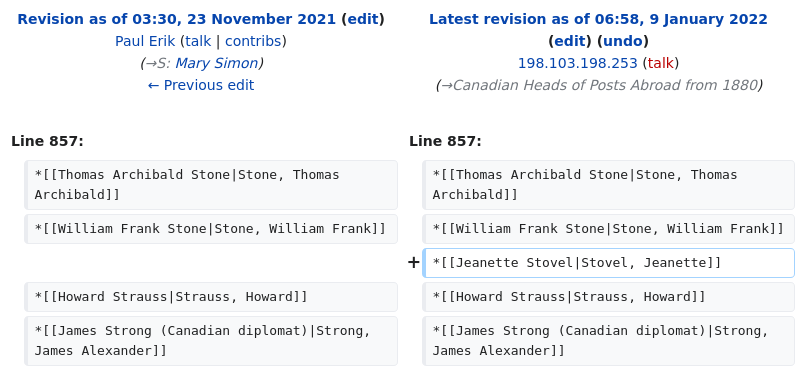 Revision as of 03:30, 23 November 2021 (edit)
Paul Erik (talk | contribs)
(→S: Mary Simon)
← Previous edit
Latest revision as of 06:58, 9 January 2022
(edit) (undo)
198.103.198.253 (talk)
(→Canadian Heads of Posts Abroad from 1880)
Line 857:
Line 857:
*[[Thomas Archibald Stone|Stone, Thomas
Archibald]]
*[[Thomas Archibald Stone|Stone, Thomas
Archibald]]
*[[William Frank Stone|Stone, William Frank]]
*[[William Frank Stone|Stone, William Frank]]
+ *[[Jeanette Stovel|Stovel, Jeanette]]
*[[Howard Strauss|Strauss, Howard]]
*[[Howard Strauss|Strauss, Howard]]
*[[James Strong (Canadian diplomat)|Strong,
James Alexander]]
*[[James Strong (Canadian diplomat)|Strong,
James Alexander]]